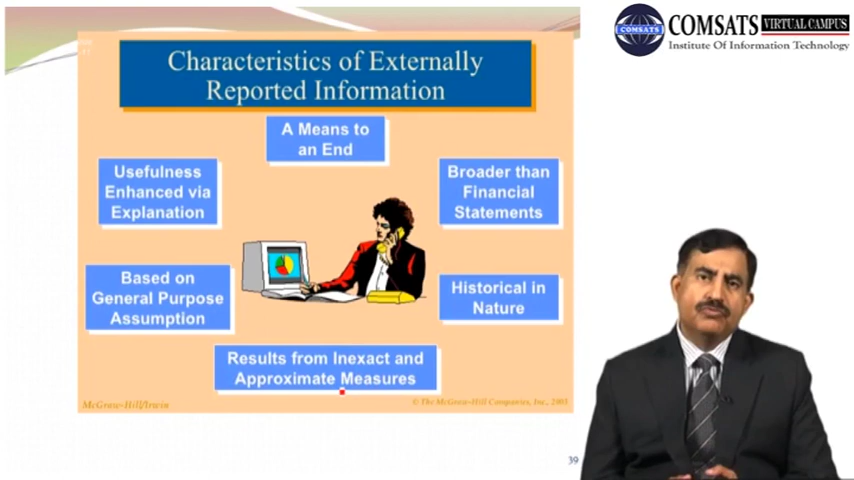 COMSATS VIRTUAL CAMPUS
COMSATS
Institute Of Information Technology
Characteristics of Externally
Reported Information
A Means to
an End
Usefulness
Enhanced via
Explanation
Broader than
Financial
Statements
Based on
General Purpose
Assumption
Historical in
Nature
Results from Inexact and
Approximate Measures
McGraw-Hill/Irwin
© The McGraw-Hill Companies, Inc., 2003
39